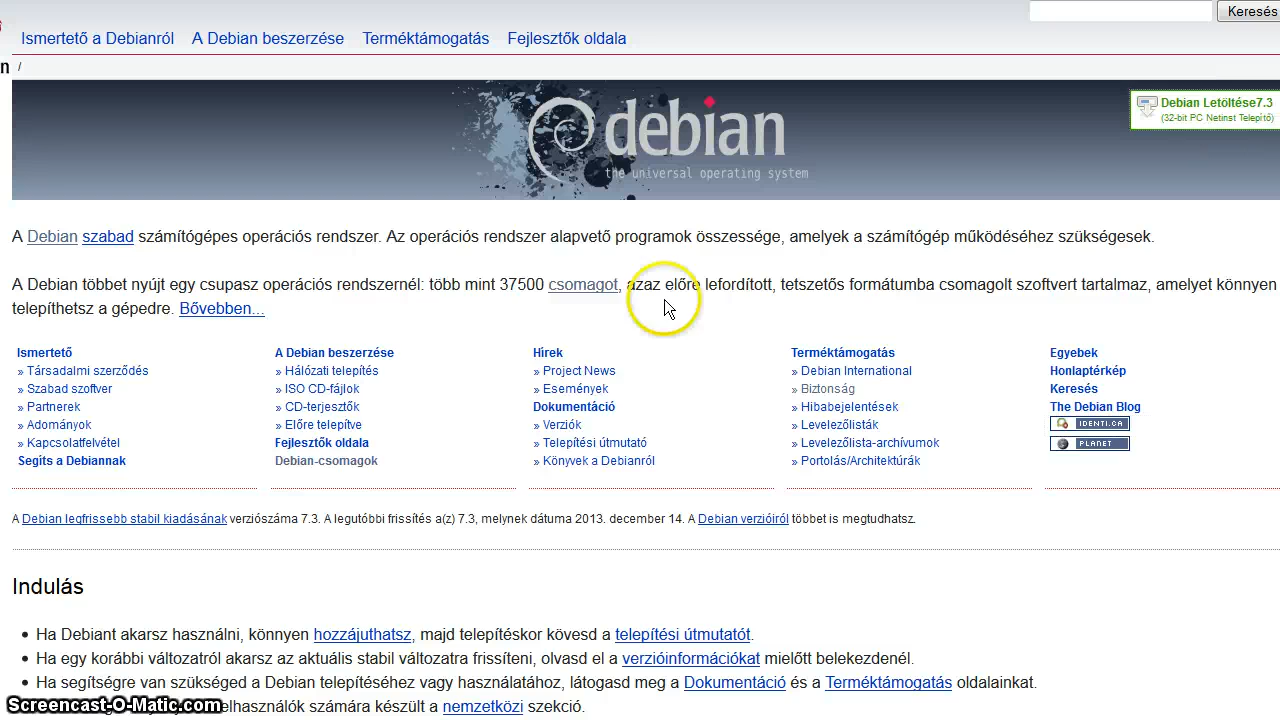 Keresés
Ismertető a Debianról A Debian beszerzése Terméktámogatás Fejlesztők oldala
n /
debian
the universal operating system
Debian Letöltése7.3
(32-bit PC Netinst Telepítő)
A Debian szabad számítógépes operációs rendszer. Az operációs rendszer alapvető programok összessége, amelyek a számítógép működéséhez szükségesek.
A Debian többet nyújt egy csupasz operációs rendszernél: több mint 37500 csomagot, azaz előre lefordított, tetszetős formátumba csomagolt szoftvert tartalmaz, amelyet könnyen
telepíthetsz a gépedre. Bővebben...
Ismertető
» Társadalmi szerződés
» Szabad szoftver
» Partnerek
» Adományok
» Kapcsolatfelvétel
Segíts a Debiannak
A Debian beszerzése
» Hálózati telepítés
» ISO CD-fájlok
» CD-terjesztők
» Előre telepítve
Fejlesztők oldala
Debian-csomagok
Hírek
» Project News
» Események
Dokumentáció
» Verziók
» Telepítési útmutató
» Könyvek a Debianról
Terméktámogatás
» Debian International
» Biztonság
» Hibabejelentések
» Levelezőlisták
» Levelezőlista-archívumok
» Portolás/Architektúrák
Egyebek
Honlaptérkép
Keresés
The Debian Blog
IDENTI.CA
PLANET
A Debian legfrissebb stabil kiadásának verziószáma 7.3. A legutóbbi frissítés a(z) 7.3, melynek dátuma 2013. december 14. A Debian verzióiról többet is megtudhatsz.
Indulás
• Ha Debiant akarsz használni, könnyen hozzájuthatsz, majd telepítéskor kövesd a telepítési útmutatót.
• Ha egy korábbi változatról akarsz az aktuális stabil változatra frissíteni, olvasd el a verzióinformációkat mielőtt belekezdenél.
• Ha segítségre van szükséged a Debian telepítéséhez vagy használatához, látogasd meg a Dokumentáció és a Terméktámogatás oldalainkat.
elhasználók számára készült a nemzetközi szekció.
Screencast-O-Matic.com